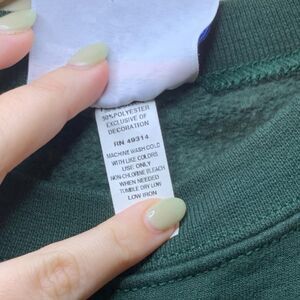 50% POLYESTER
EXCLUSIVE OF
DECORATION
RN 49314
MACHINE WASH COLD
WITH LIKE COLORS
USE ONLY
NON-CHLORINE BLEACH
WHEN NEEDED
TUMBLE DRY LOW
LOW IRON